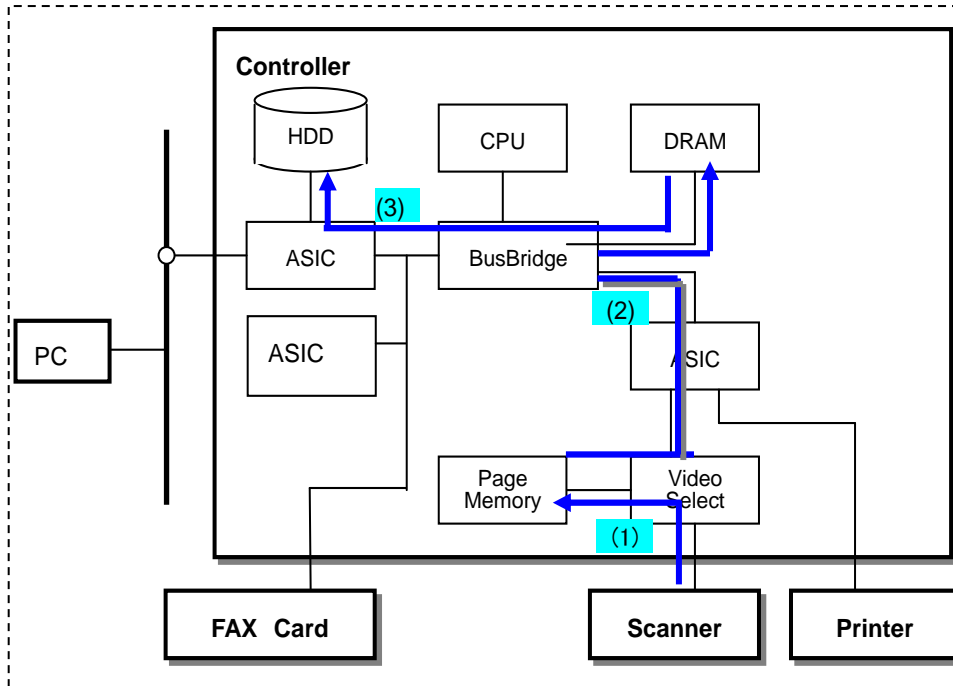 Controller
HDD
CPU
DRAM
(3)
ASIC
BusBridge
(2)
ASIC
PC
ASIC
Page
Memory
Video
Select
(1)
FAX Card
Scanner
Printer